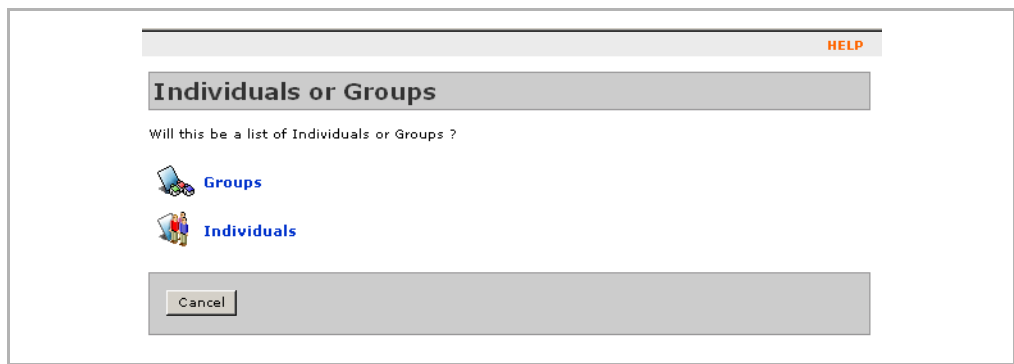 HELP
Individuals or Groups
Will this be a list of Individuals or Groups ?
Groups
Individuals
Cancel